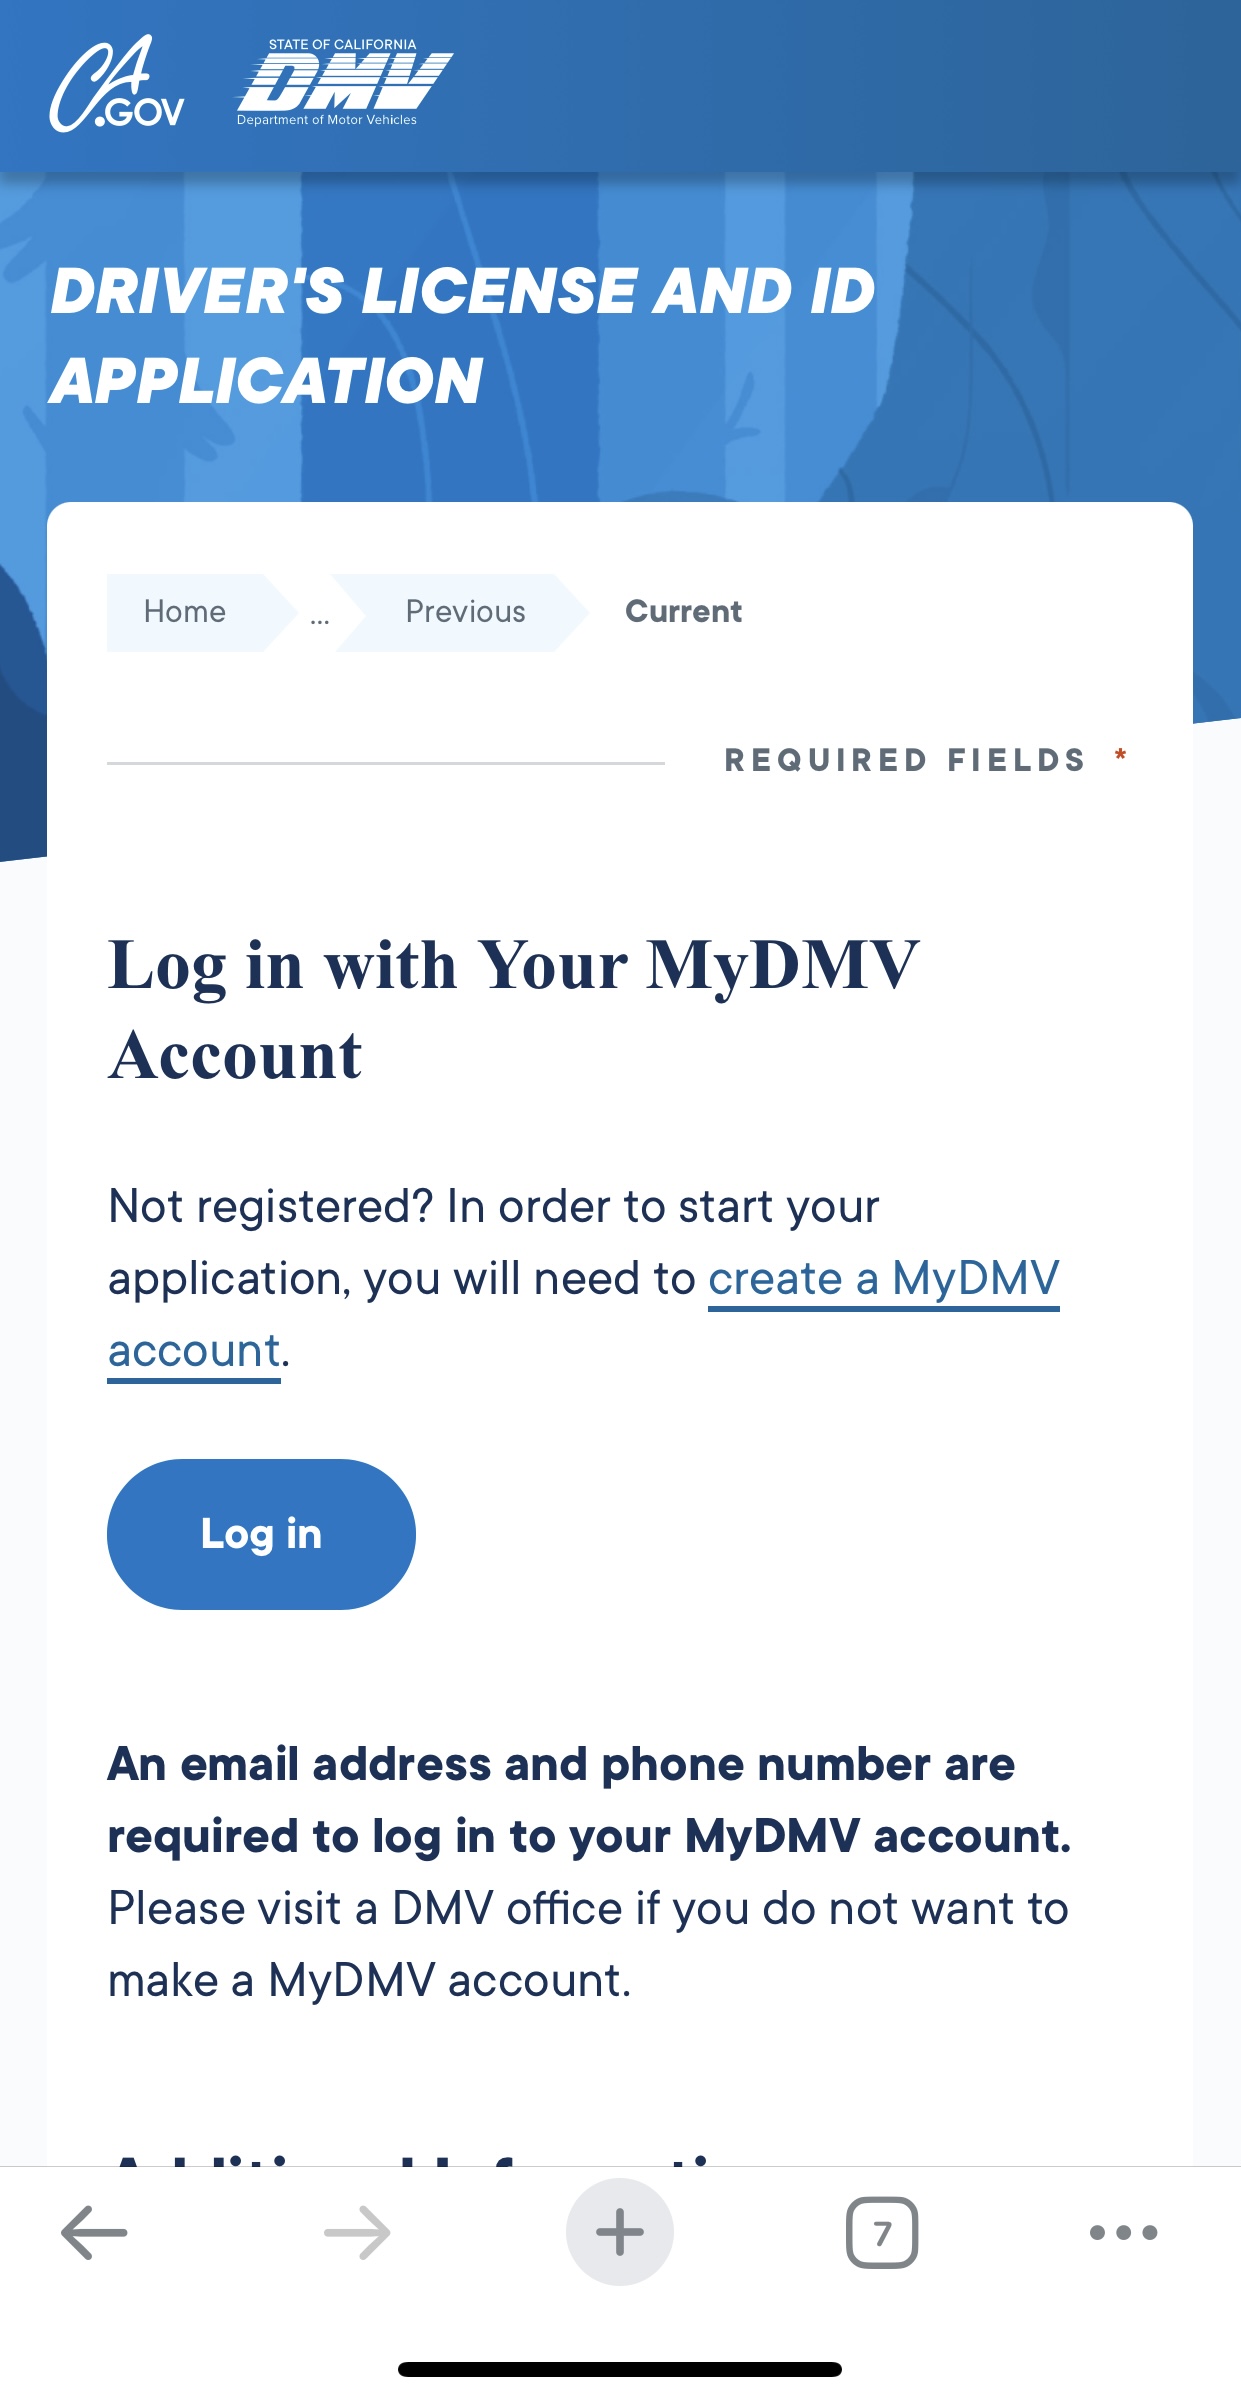 CA.GOV
STATE OF CALIFORNIA
DMV
Department of Motor Vehicles
DRIVER'S LICENSE AND ID
APPLICATION
Home ... Previous Current
REQUIRED FIELDS *
Log in with Your MyDMV
Account
Not registered? In order to start your
application, you will need to create a MyDMV
account.
Log in
An email address and phone number are
required to log in to your MyDMV account.
Please visit a DMV office if you do not want to
make a MyDMV account.
7